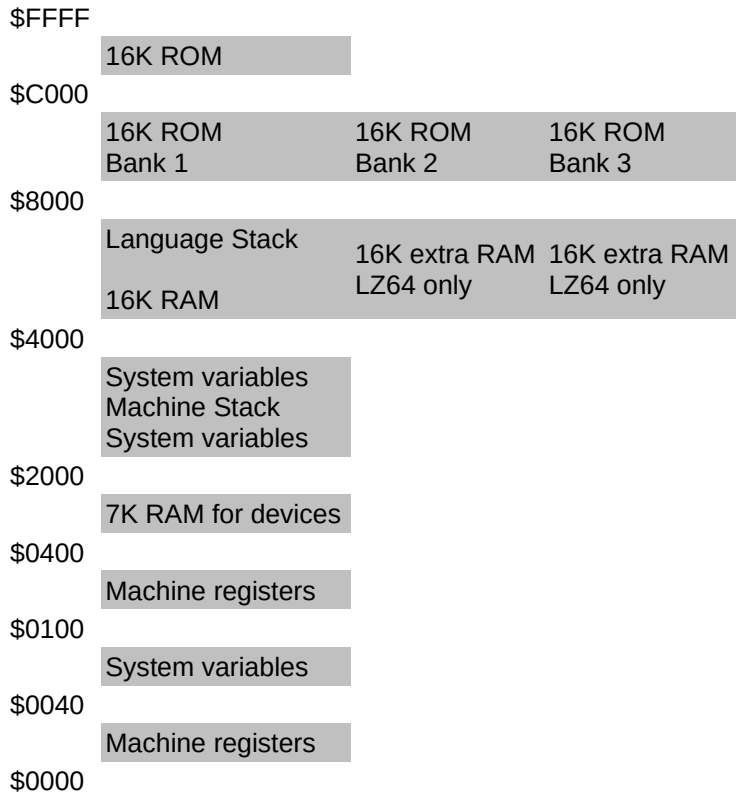 $FFFF
16K ROM
$C000
16K ROM 16K ROM 16K ROM
Bank 1 Bank 2 Bank 3
$8000
Language Stack
16K extra RAM 16K extra RAM
LZ64 only LZ64 only
16K RAM
$4000
System variables
Machine Stack
System variables
$2000
7K RAM for devices
$0400
Machine registers
$0100
System variables
$0040
Machine registers
$0000